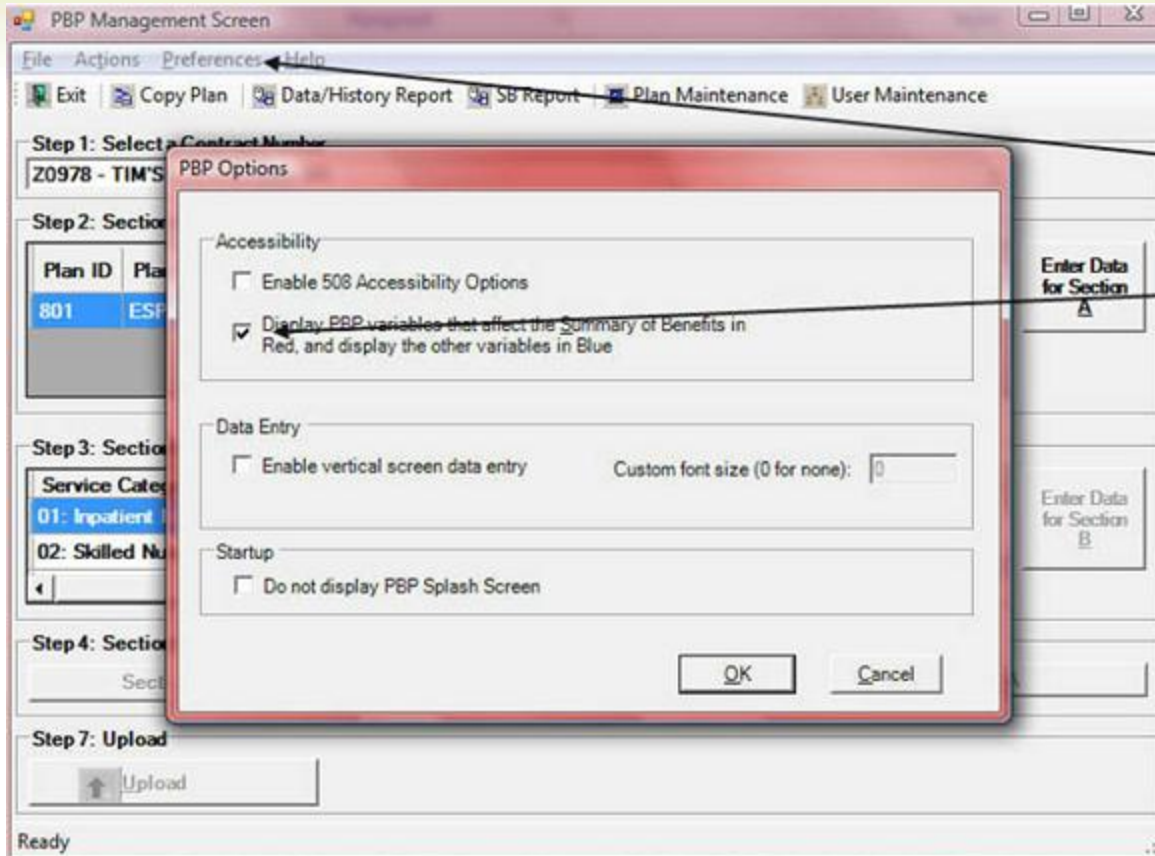 PBP Management Screen
File Actions Preferences Help
Exit Copy Plan Data/History Report SB Report Plan Maintenance User Maintenance
Step 1: Select a Contract Number
Z0978 - TIM'S
PBP Options
Step 2: Section
Plan ID
801
Accessibility
Enable 508 Accessibility Options
Display PBP variables that affect the Summary of Benefits in
Red, and display the other variables in Blue
Enter Data
for Section
A
Data Entry
Enable vertical screen data entry Custom font size (0 for none): 0
Step 3: Section
Service
01: Inpatient
02: Skilled
Enter Data
for Section
B
Startup
Do not display PBP Splash Screen
Step 4: Section
OK Cancel
Step 7: Upload
Upload
Ready